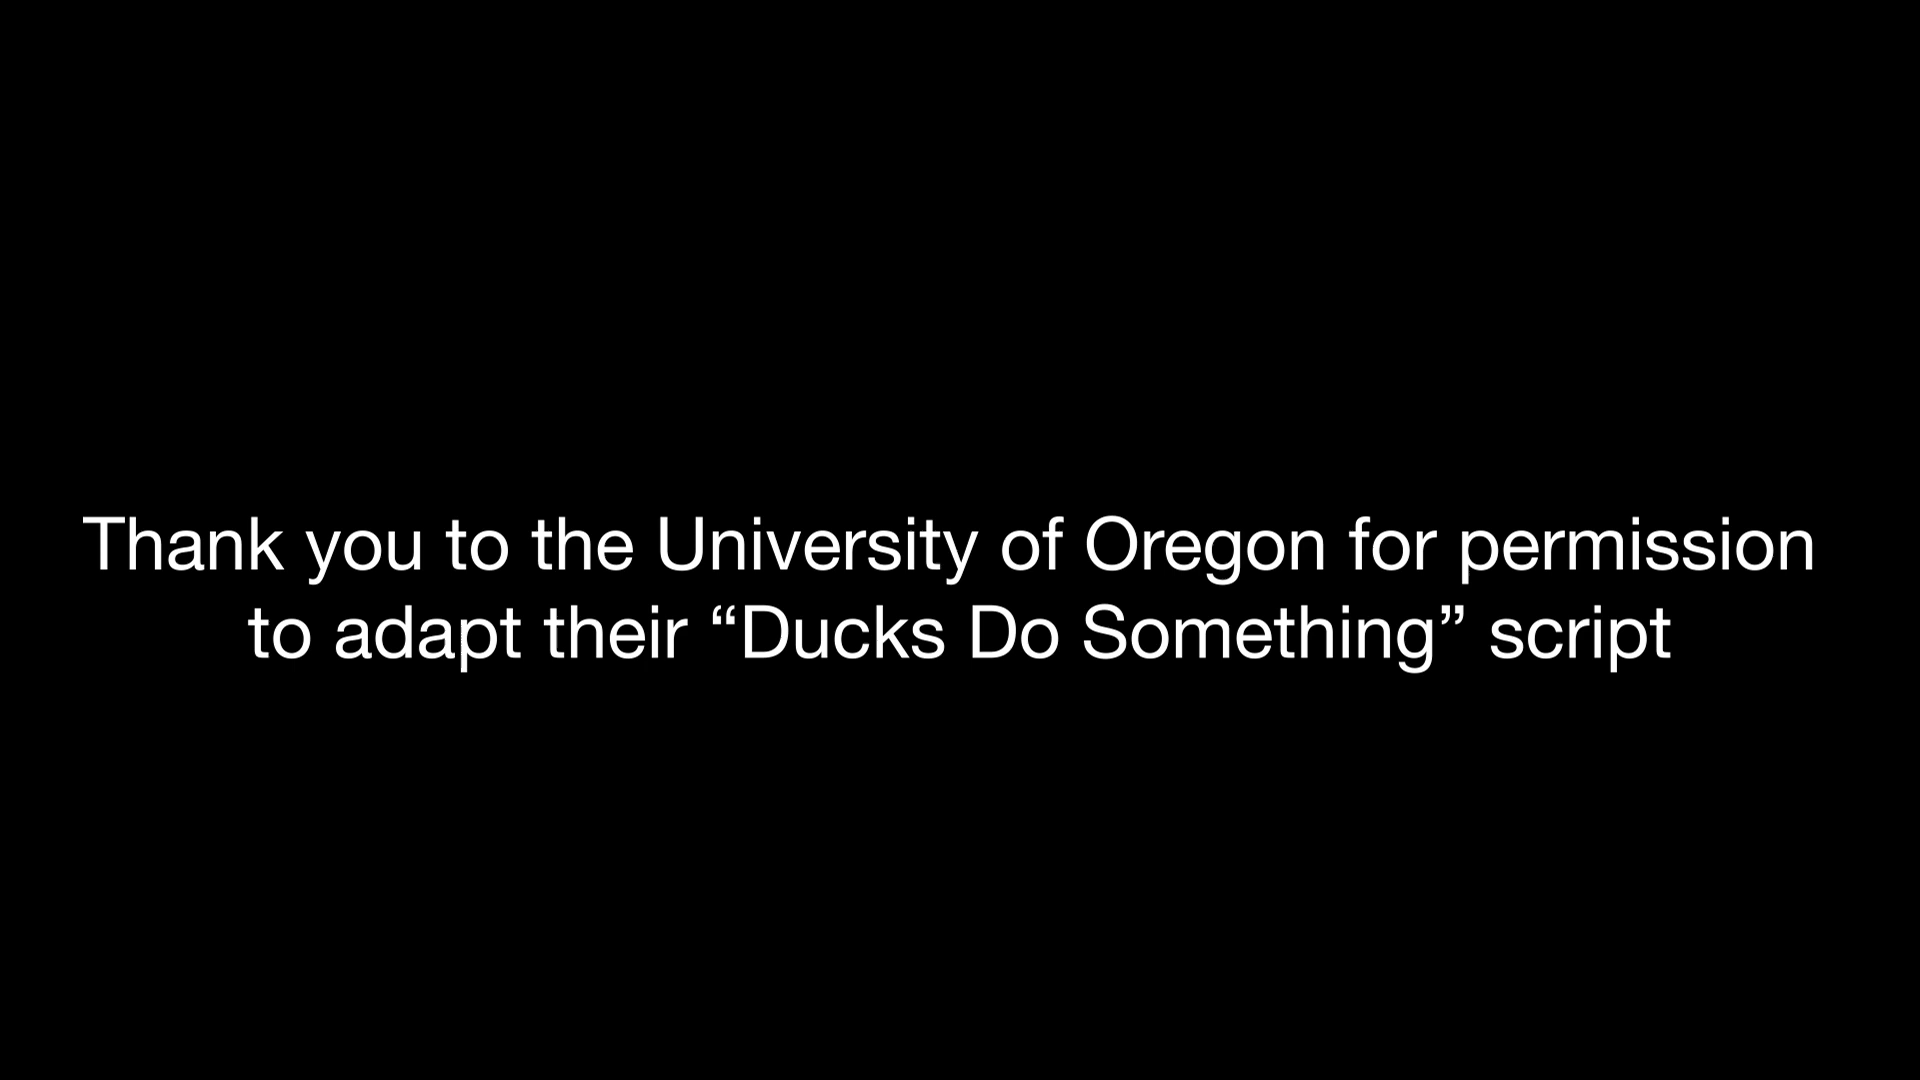 Thank you to the University of Oregon for permission
to adapt their “Ducks Do Something” script